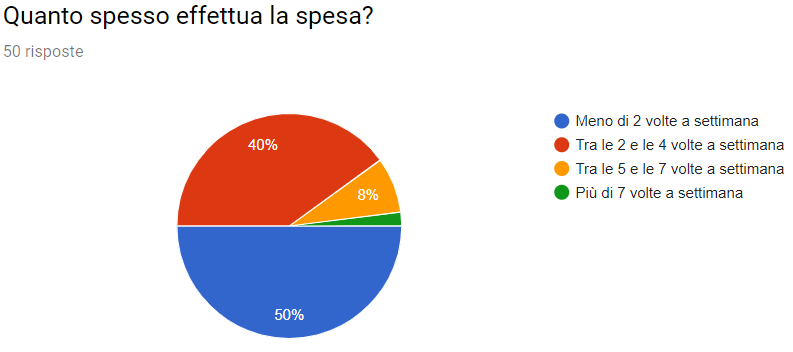 Quanto spesso effettua la spesa?
50 risposte
40%
8%
50%
Meno di 2 volte a settimana
Tra le 2 e le 4 volte a settimana
Tra le 5 e le 7 volte a settimana
Più di 7 volte a settimana